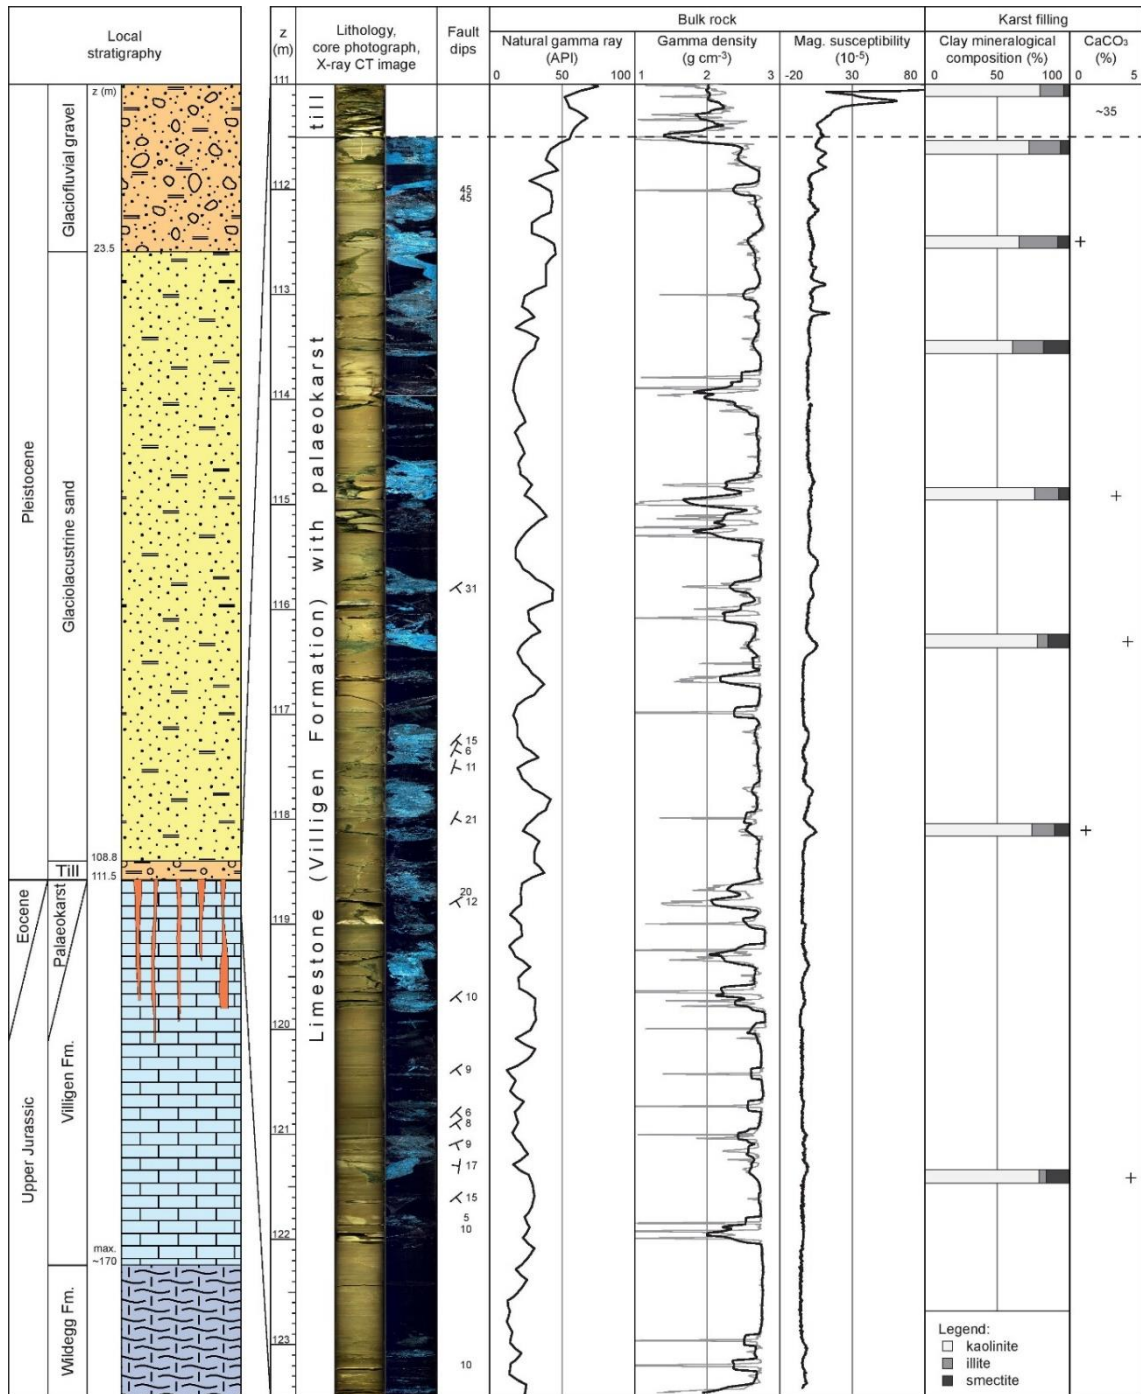 Local
stratigraphy
z
(m)
Lithology,
core photograph,
X-ray CT image
Fault
dips
Bulk rock
Natural gamma ray
(API)
0 50 100
Gamma density
(g cm-3)
1 2 3
Mag. susceptibility
(10-5)
-20 30 80
Karst filling
Clay mineralogical
composition (%)
0 50 100
CaCO3
(%)
0 5
z (m)
23.5
108.8
111.5
max.
~170
Pleistocene
Glaciofluvial gravel
Glaciolacustrine sand
Till
Eocene
Palaeokarst
Upper Jurassic
Villigen Fm.
Wildegg Fm.
111
112
113
114
115
116
117
118
119
120
121
122
123
till
Limestone (Villigen Formation) with palaeokarst
45
45
31
15
6
11
21
20
12
10
9
6
8
9
17
15
5
10
10
~35
Legend:
kaolinite
illite
smectite